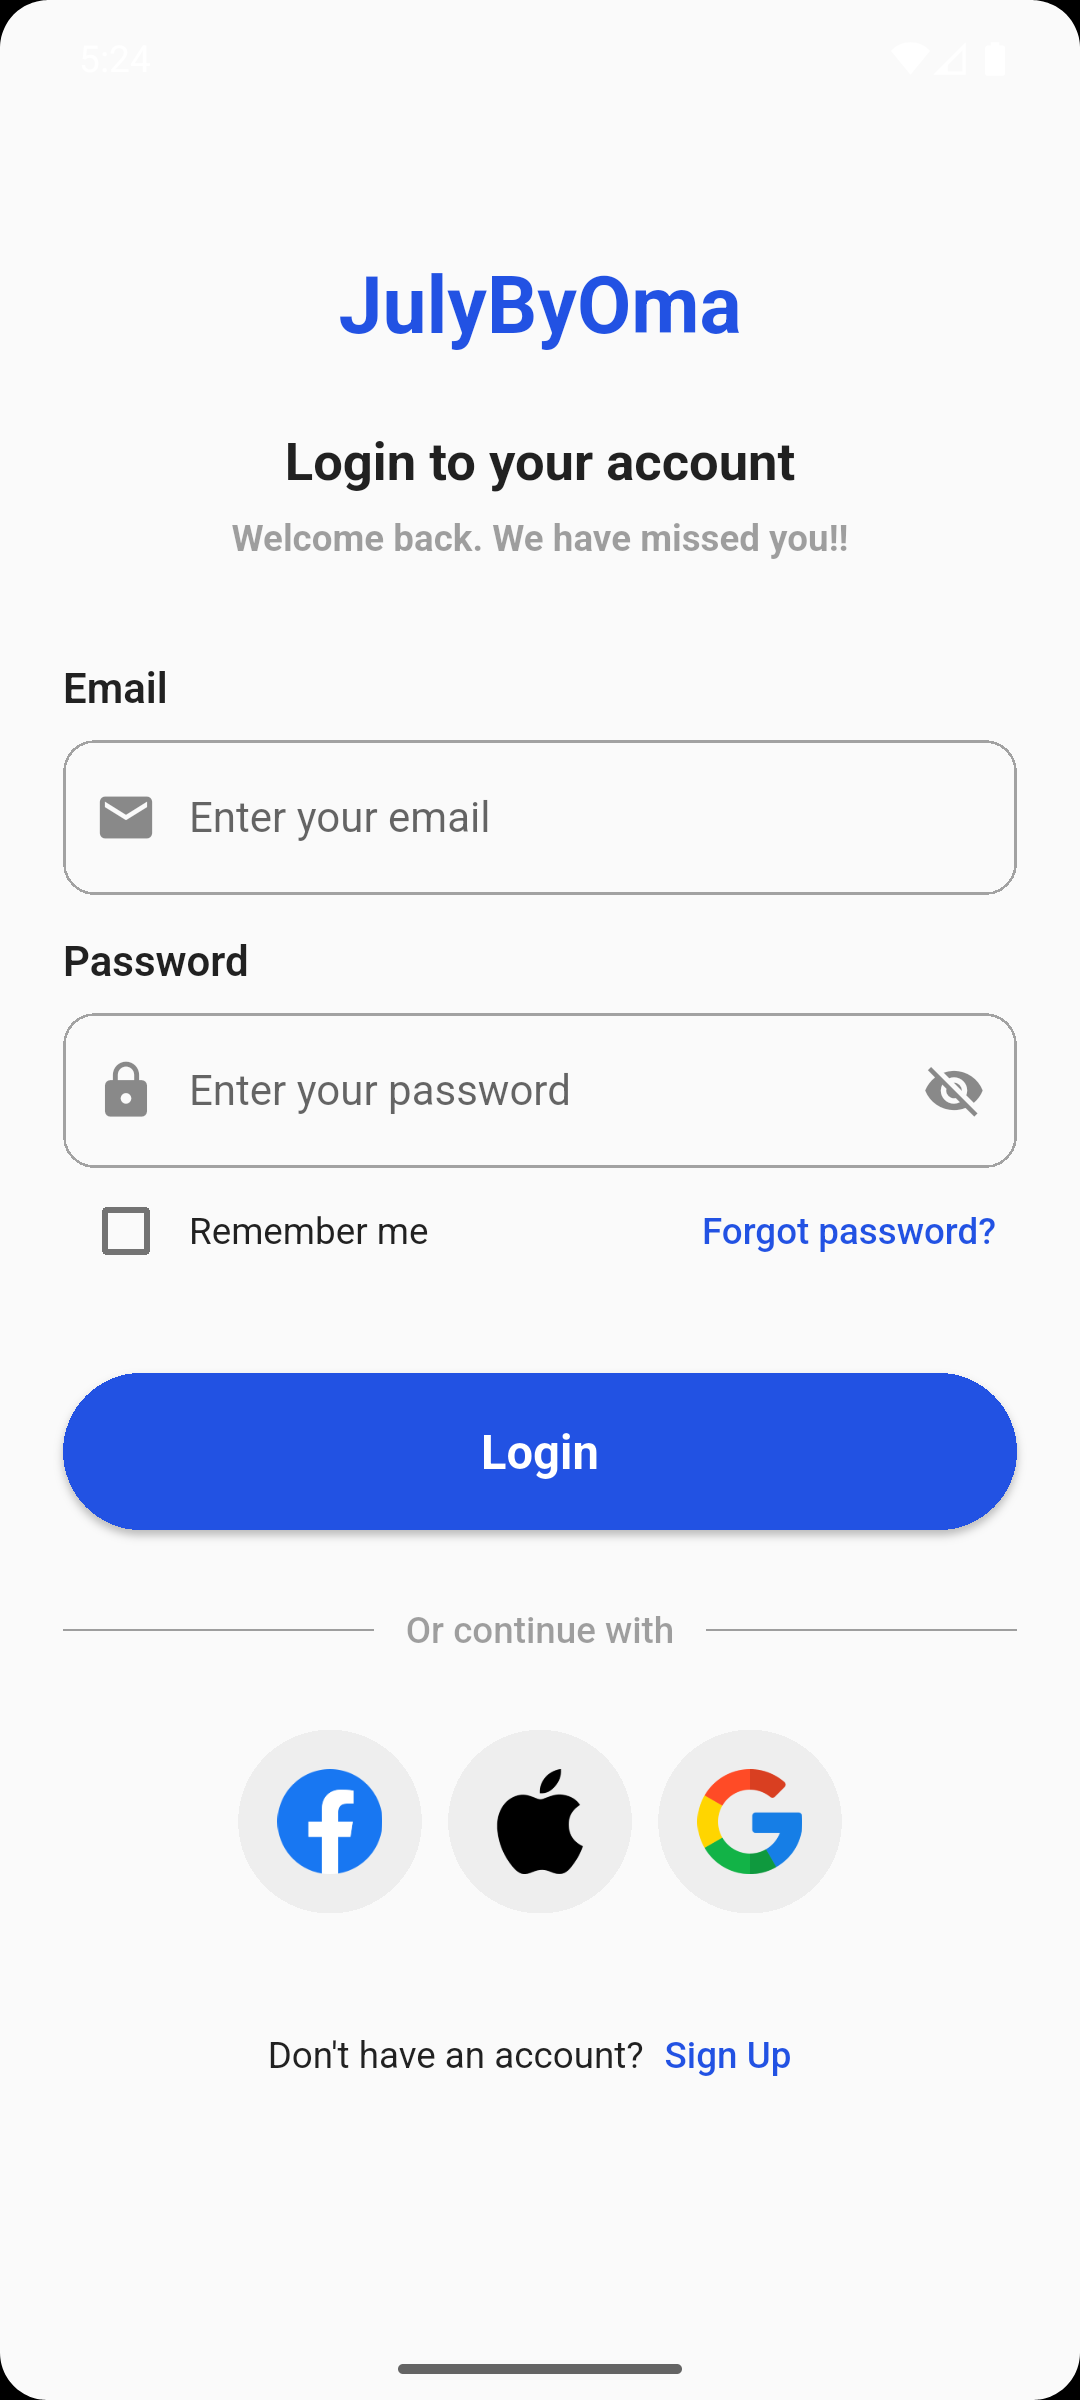 5:24
JulyByOma
Login to your account
Welcome back. We have missed you!!
Email
Enter your email
Password
Enter your password
Remember me Forgot password?
Login
Or continue with
Don't have an account? Sign Up